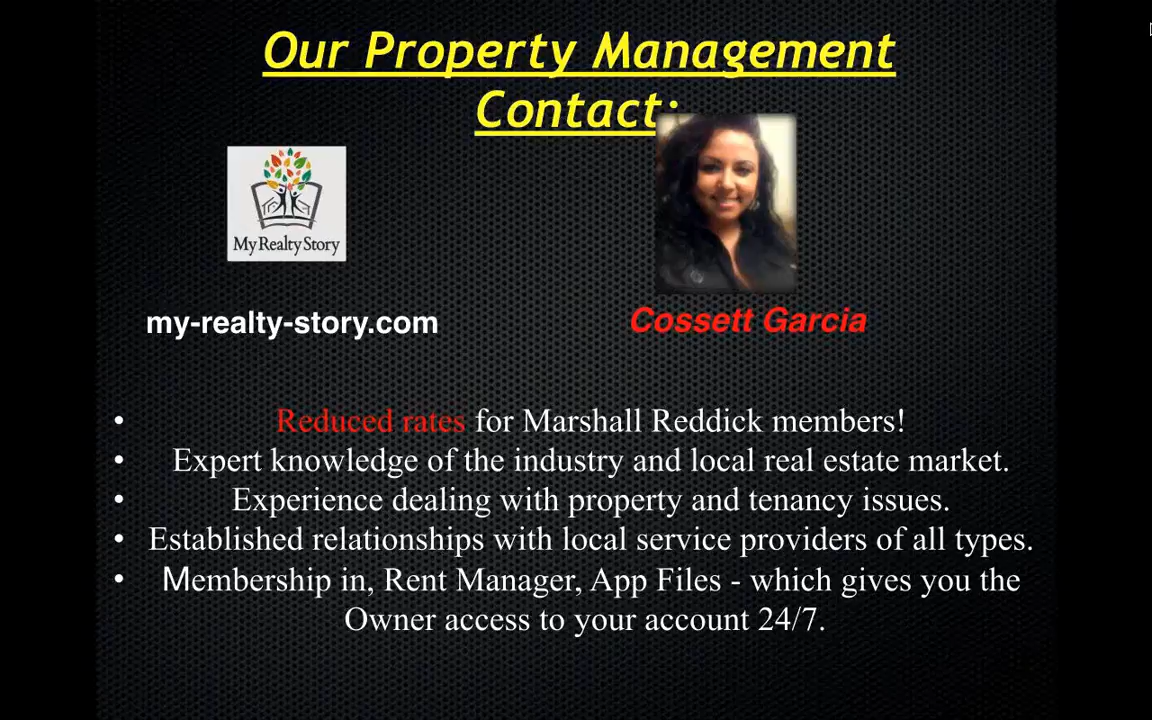 Our Property Management
Contact:
My Realty Story
my-realty-story.com
Cossett Garcia
• Reduced rates for Marshall Reddick members!
• Expert knowledge of the industry and local real estate market.
• Experience dealing with property and tenancy issues.
• Established relationships with local service providers of all types.
• Membership in, Rent Manager, App Files - which gives you the
Owner access to your account 24/7.